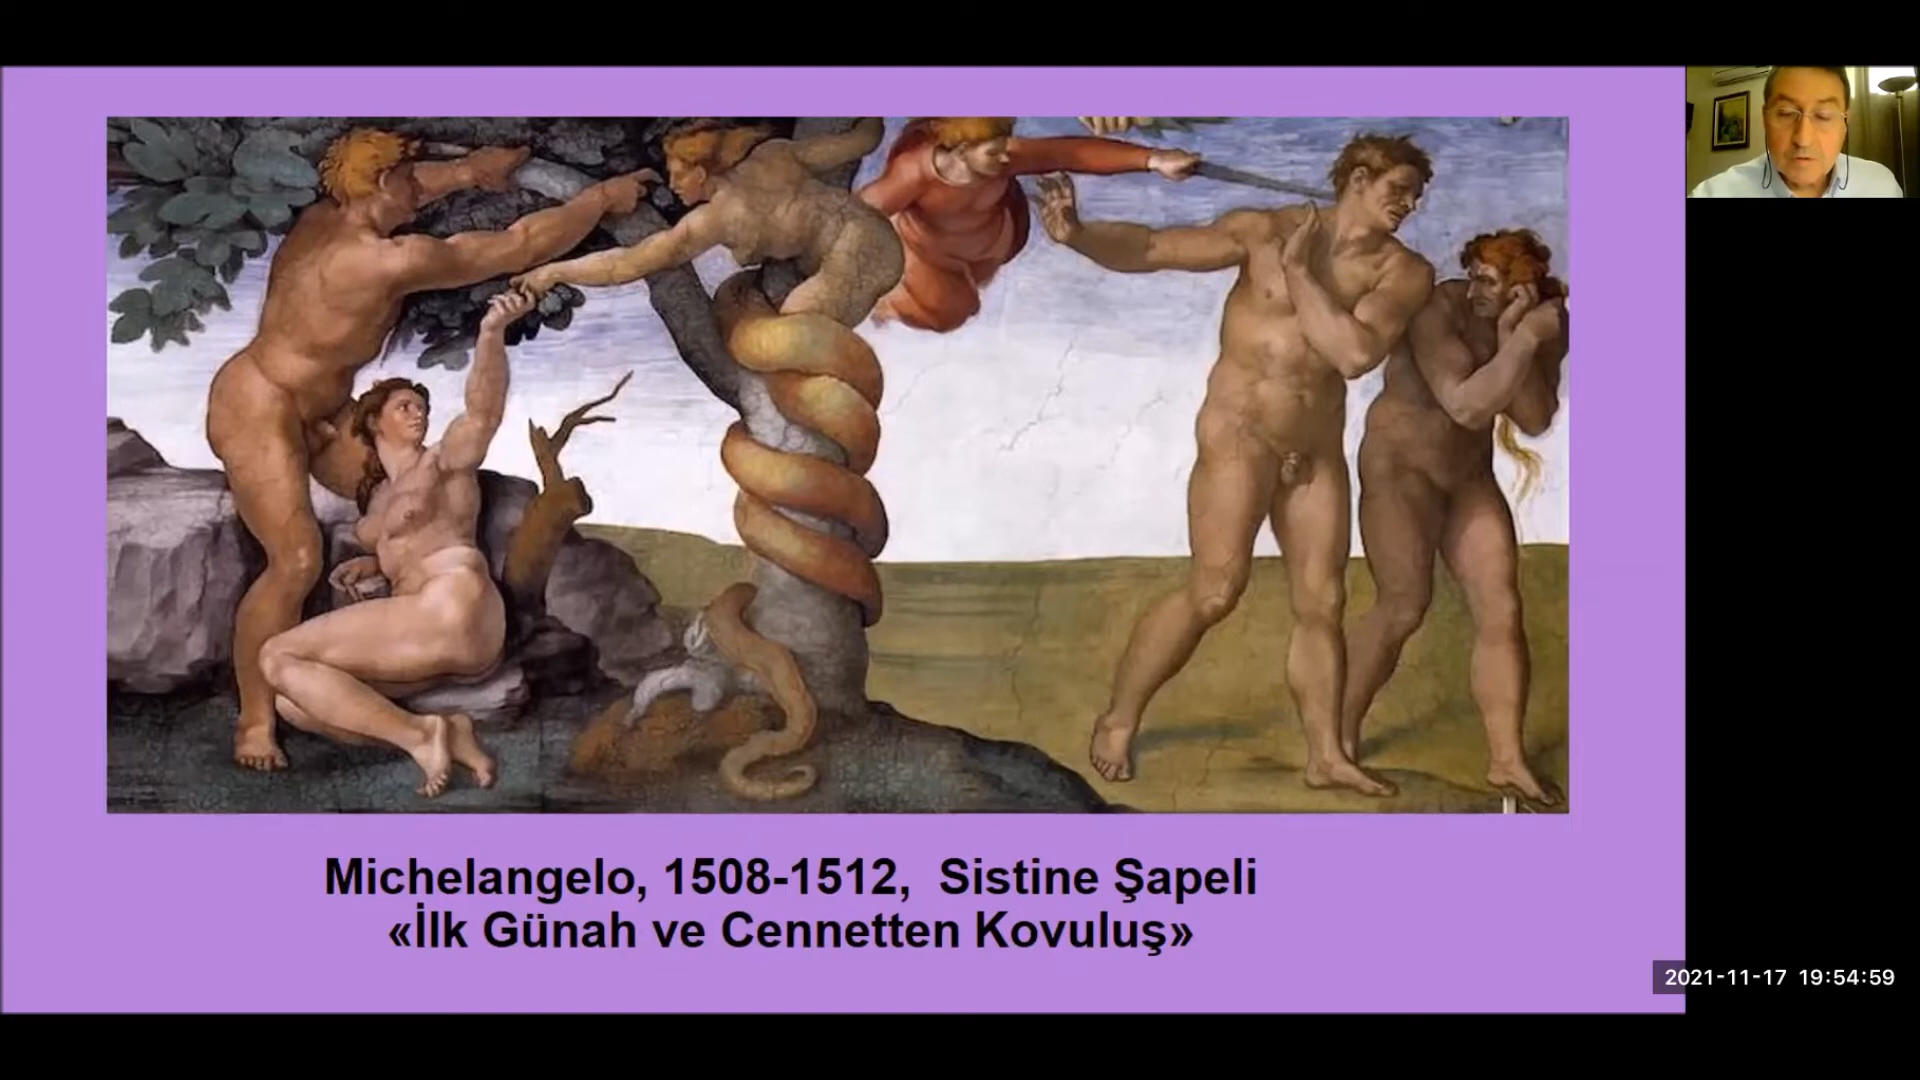 Michelangelo, 1508-1512, Sistine Şapeli
«İlk Günah ve Cennetten Kovuluş»
2021-11-17 19:54:59